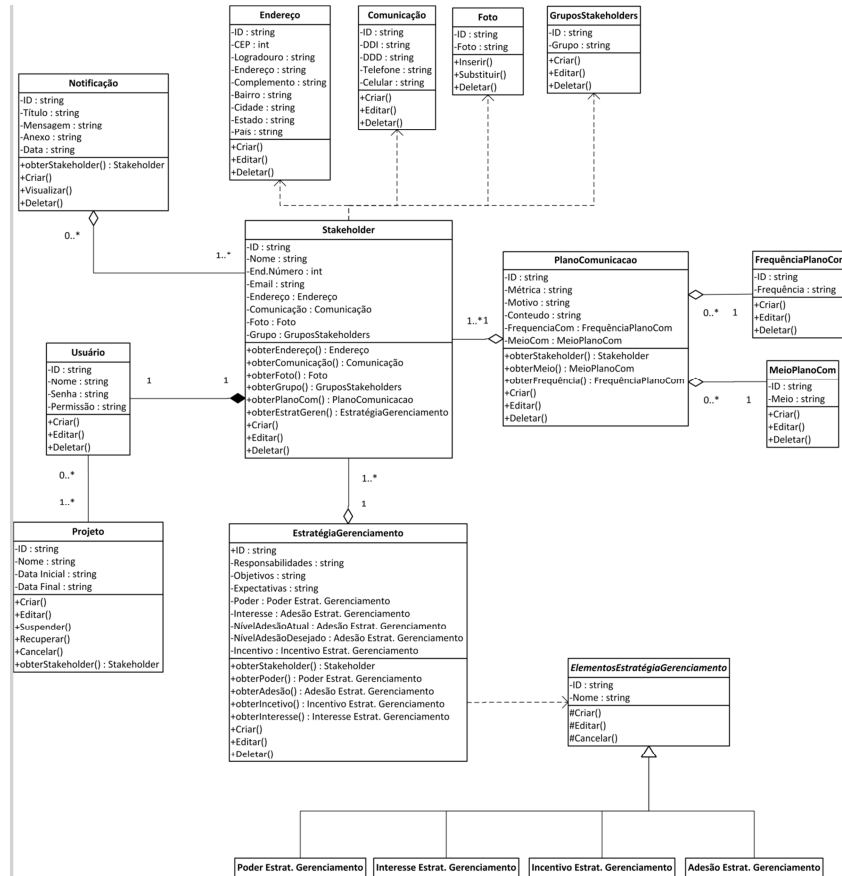 Endereço
-ID : string
-CEP : int
-Logradouro : string
-Endereço : string
-Complemento : string
-Bairro : string
-Cidade : string
-Estado : string
-Pais : string
+Criar()
+Editar()
+Deletar()
Comunicação
-ID : string
-DDI : string
-DDD : string
-Telefone : string
-Celular : string
+Criar()
+Editar()
+Deletar()
Foto
-ID : string
-Foto : string
+Inserir()
+Substituir()
+Deletar()
GruposStakeholders
-ID : string
-Grupo : string
+Criar()
+Editar()
+Deletar()
Notificação
-ID : string
-Título : string
-Mensagem : string
-Anexo : string
-Data : string
+obterStakeholder() : Stakeholder
+Criar()
+Visualizar()
+Deletar()
0..*
1..*
Stakeholder
-ID : string
-Nome : string
-End.Número : int
-Email : string
-Endereço : Endereço
-Comunicação : Comunicação
-Foto : Foto
-Grupo : GruposStakeholders
+obterEndereço() : Endereço
+obterComunicação() : Comunicação
+obterFoto() : Foto
+obterGrupo() : GruposStakeholders
+obterPlanoCom() : PlanoComunicacao
+obterEstratGeren() : EstratégiaGerenciamento
+Criar()
+Editar()
+Deletar()
1..*
1
PlanoComunicacao
-ID : string
-Métrica : string
-Motivo : string
-Conteudo : string
-FrequenciaCom : FrequênciaPlanoCom
-MeioCom : MeioPlanoCom
+obterStakeholder() : Stakeholder
+obterMeio() : MeioPlanoCom
+obterFrequência() : FrequênciaPlanoCom
+Criar()
+Editar()
+Deletar()
0..*
1
FrequênciaPlanoCom
-ID : string
-Frequência : string
+Criar()
+Editar()
+Deletar()
0..*
1
MeioPlanoCom
-ID : string
-Meio : string
+Criar()
+Editar()
+Deletar()
Usuário
-ID : string
-Nome : string
-Senha : string
-Permissão : string
+Criar()
+Editar()
+Deletar()
1
1
0..*
1..*
Projeto
-ID : string
-Nome : string
-Data Inicial : string
-Data Final : string
+Criar()
+Editar()
+Suspender()
+Recuperar()
+Cancelar()
+obterStakeholder() : Stakeholder
1..*
1
EstratégiaGerenciamento
+ID : string
-Responsabilidades : string
-Objetivos : string
-Expectativas : string
-Poder : Poder Estrat. Gerenciamento
-Interesse : Adesão Estrat. Gerenciamento
-NívelAdesãoAtual : Adesão Estrat. Gerenciamento
-NívelAdesãoDesejado : Adesão Estrat. Gerenciamento
-Incentivo : Incentivo Estrat. Gerenciamento
+obterStakeholder() : Stakeholder
+obterPoder() : Poder Estrat. Gerenciamento
+obterAdesão() : Adesão Estrat. Gerenciamento
+obterIncetivo() : Incentivo Estrat. Gerenciamento
+obterInteresse() : Interesse Estrat. Gerenciamento
+Criar()
+Editar()
+Deletar()
ElementosEstratégiaGerenciamento
-ID : string
-Nome : string
#Criar()
#Editar()
#Cancelar()
Poder Estrat. Gerenciamento
Interesse Estrat. Gerenciamento
Incentivo Estrat. Gerenciamento
Adesão Estrat. Gerenciamento